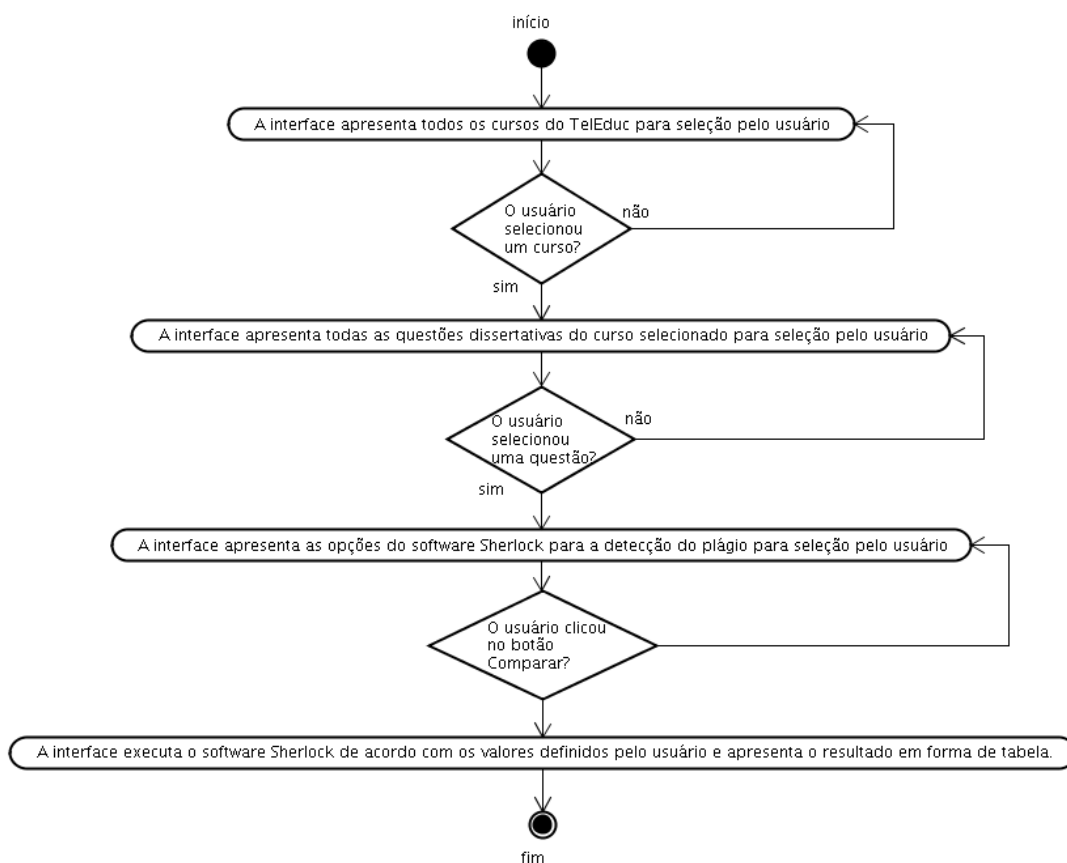 início
A interface apresenta todos os cursos do TelEduc para seleção pelo usuário
O usuário
selecionou
um curso?
não
sim
A interface apresenta todas as questões dissertativas do curso selecionado para seleção pelo usuário
O usuário
selecionou
uma questão?
não
sim
A interface apresenta as opções do software Sherlock para a detecção do plágio para seleção pelo usuário
O usuário clicou
no botão
Comparar?
A interface executa o software Sherlock de acordo com os valores definidos pelo usuário e apresenta o resultado em forma de tabela.
fim